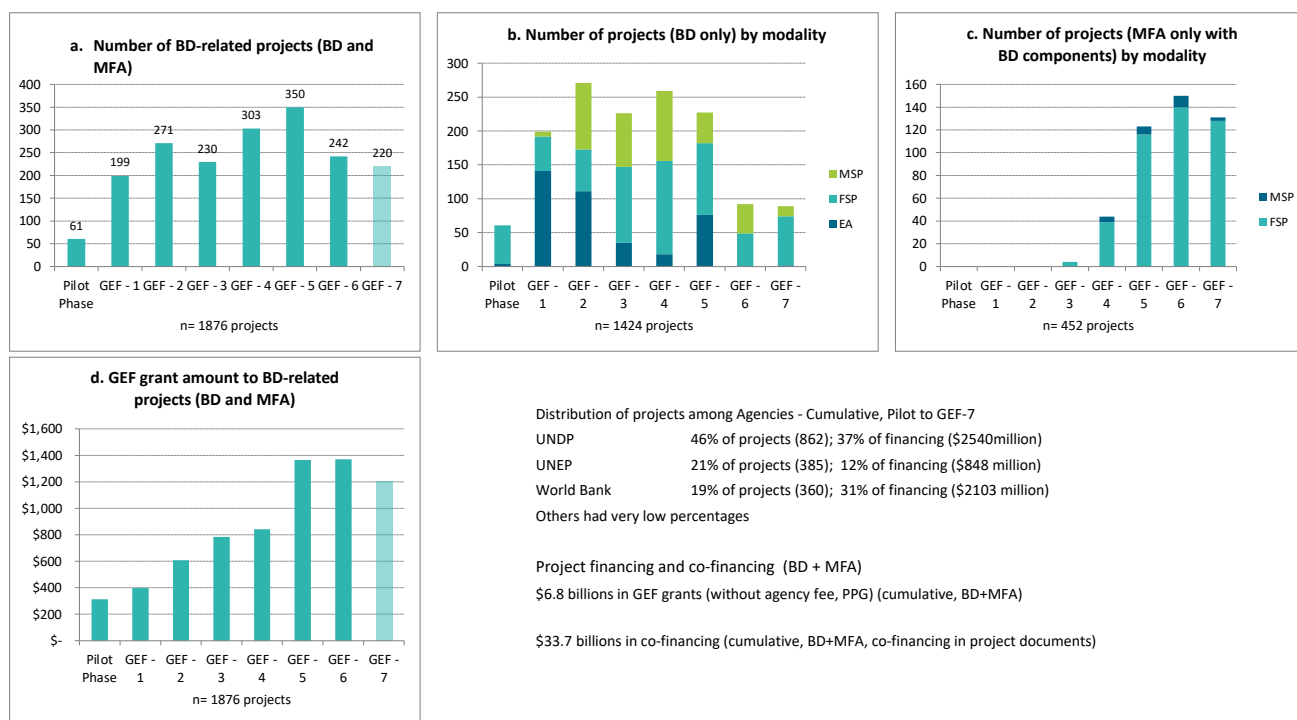 a. Number of BD-related projects (BD and
MFA)
400
350
300
250
200
150
100
50
0
61
199
271
230
303
350
242
220
Pilot GEF - 1 GEF - 2 GEF - 3 GEF - 4 GEF - 5 GEF - 6 GEF - 7
Phase
n= 1876 projects
b. Number of projects (BD only) by modality
300
250
200
150
100
50
0
MSP
FSP
EA
Pilot GEF - GEF - GEF - GEF - GEF - GEF - GEF -
Phase 1 2 3 4 5 6 7
n= 1424 projects
c. Number of projects (MFA only with
BD components) by modality
160
140
120
100
80
60
40
20
0
MSP
FSP
Pilot GEF - GEF - GEF - GEF - GEF - GEF - GEF -
Phase 1 2 3 4 5 6 7
n= 452 projects
d. GEF grant amount to BD-related
projects (BD and MFA)
$1,600
$1,400
$1,200
$1,000
$800
$600
$400
$200
$-
Pilot GEF - GEF - GEF - GEF - GEF - GEF - GEF -
Phase 1 2 3 4 5 6 7
n= 1876 projects
Distribution of projects among Agencies - Cumulative, Pilot to GEF-7
UNDP 46% of projects (862); 37% of financing ($2540million)
UNEP 21% of projects (385); 12% of financing ($848 million)
World Bank 19% of projects (360); 31% of financing ($2103 million)
Others had very low percentages
Project financing and co-financing (BD + MFA)
$6.8 billions in GEF grants (without agency fee, PPG) (cumulative, BD+MFA)
$33.7 billions in co-financing (cumulative, BD+MFA, co-financing in project documents)